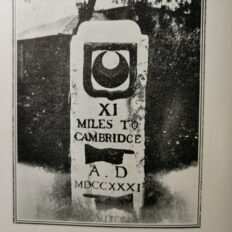 XI
MILES TO
CAMBRIDGE
A.D
MDCCXXXI